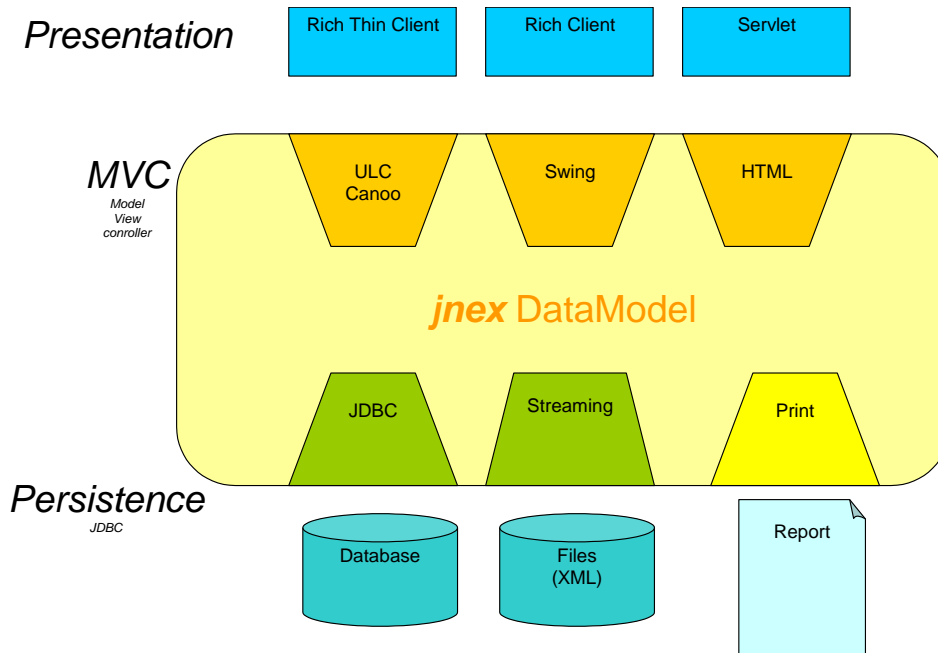 Presentation
Rich Thin Client
Rich Client
Servlet
MVC
Model
View
conroller
ULC
Canoo
Swing
HTML
jnex DataModel
JDBC
Streaming
Print
Persistence
JDBC
Database
Files
(XML)
Report